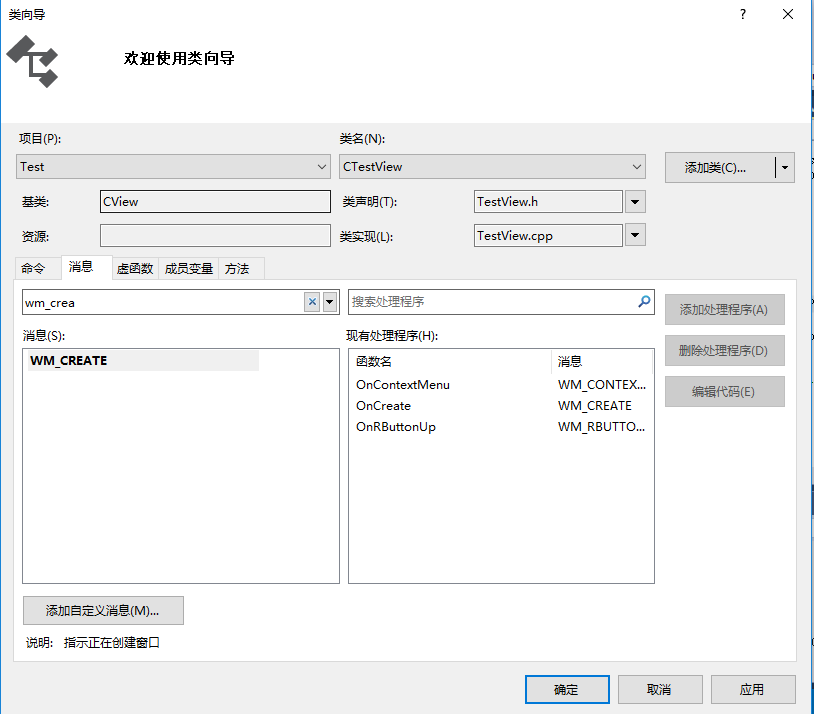 类向导
?
欢迎使用类向导
项目(P):
类名(N):
Test
CTestView
添加类(C)...
基类:
CView
类声明(T):
TestView.h
资源:
类实现(L):
TestView.cpp
命令
消息
虚函数
成员变量
方法
wm_crea
搜索处理程序
添加处理程序(A)
消息(S):
现有处理程序(H):
删除处理程序(D)
WM_CREATE
函数名
消息
OnContextMenu
WM_CONTEX...
编辑代码(E)
OnCreate
WM_CREATE
OnRButtonUp
WM_RBUTTO...
添加自定义消息(M)...
说明: 指示正在创建窗口
确定
取消
应用